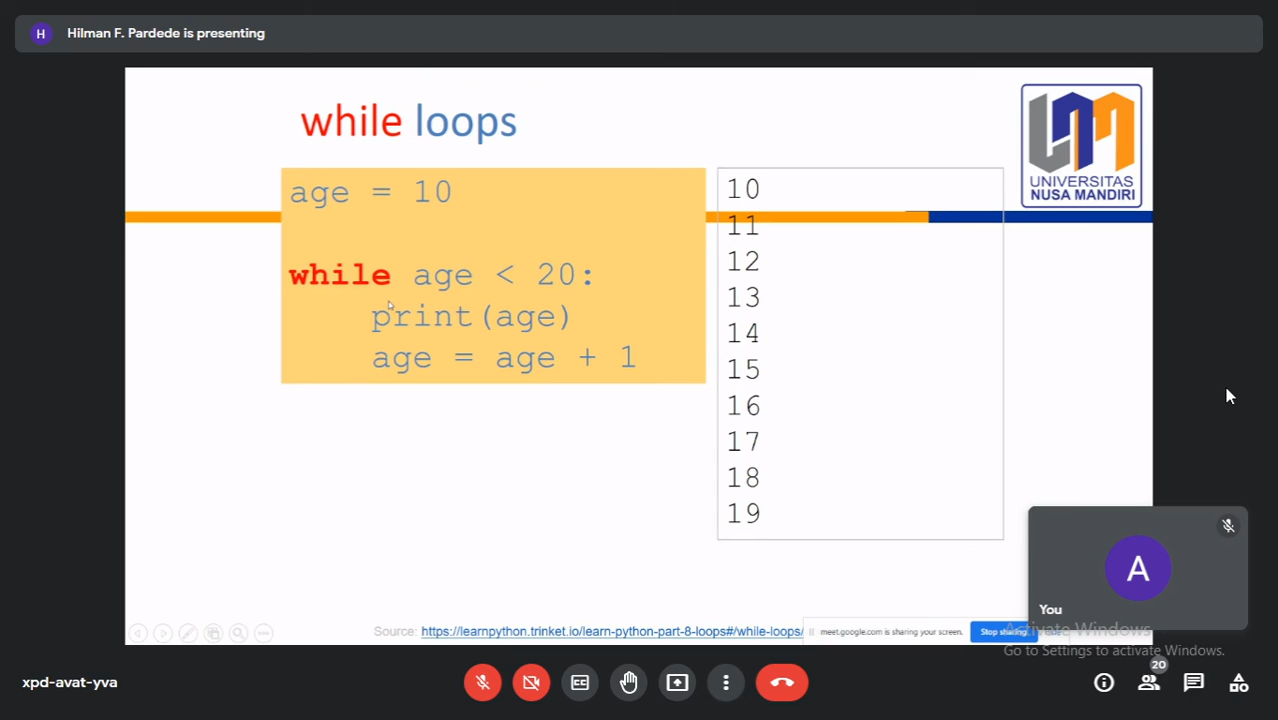 H
Hilman F. Pardede is presenting
while loops
age = 10
while age < 20:
print(age)
age = age + 1
10
11
12
13
14
15
16
17
18
19
UNIVERSITAS
NUSA MANDIRI
A
You
Source: https://learnpython.trinket.io/learn-python-part-8-loops#/while-loops/
meet.google.com is sharing your screen.
Stop sharing
Activate Windows
Go to Settings to activate Windows.
xpd-avat-yva
CC
20